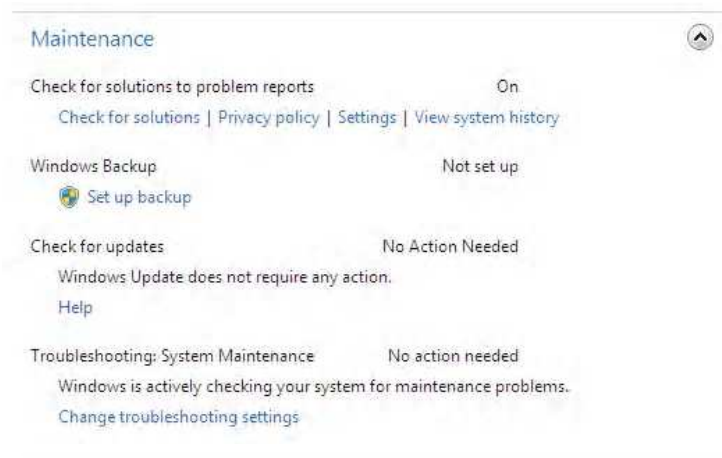 Maintenance
Check for solutions to problem reports On
Check for solutions | Privacy policy | Settings | View system history
Windows Backup Not set up
Set up backup
Check for updates No Action Needed
Windows Update does not require any action.
Help
Troubleshooting: System Maintenance No action needed
Windows is actively checking your system for maintenance problems.
Change troubleshooting settings